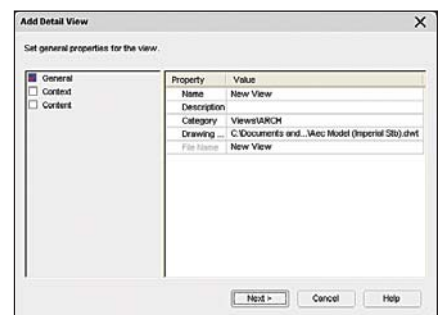 Add Detail View
Set general properties for the view.
General
Context
Content
Property Value
Name New View
Description
Category Views\ARCH
Drawing ... C:\Documents and...\Aec Model (Imperial Stb).dwt
File Name New View
Next >
Cancel
Help